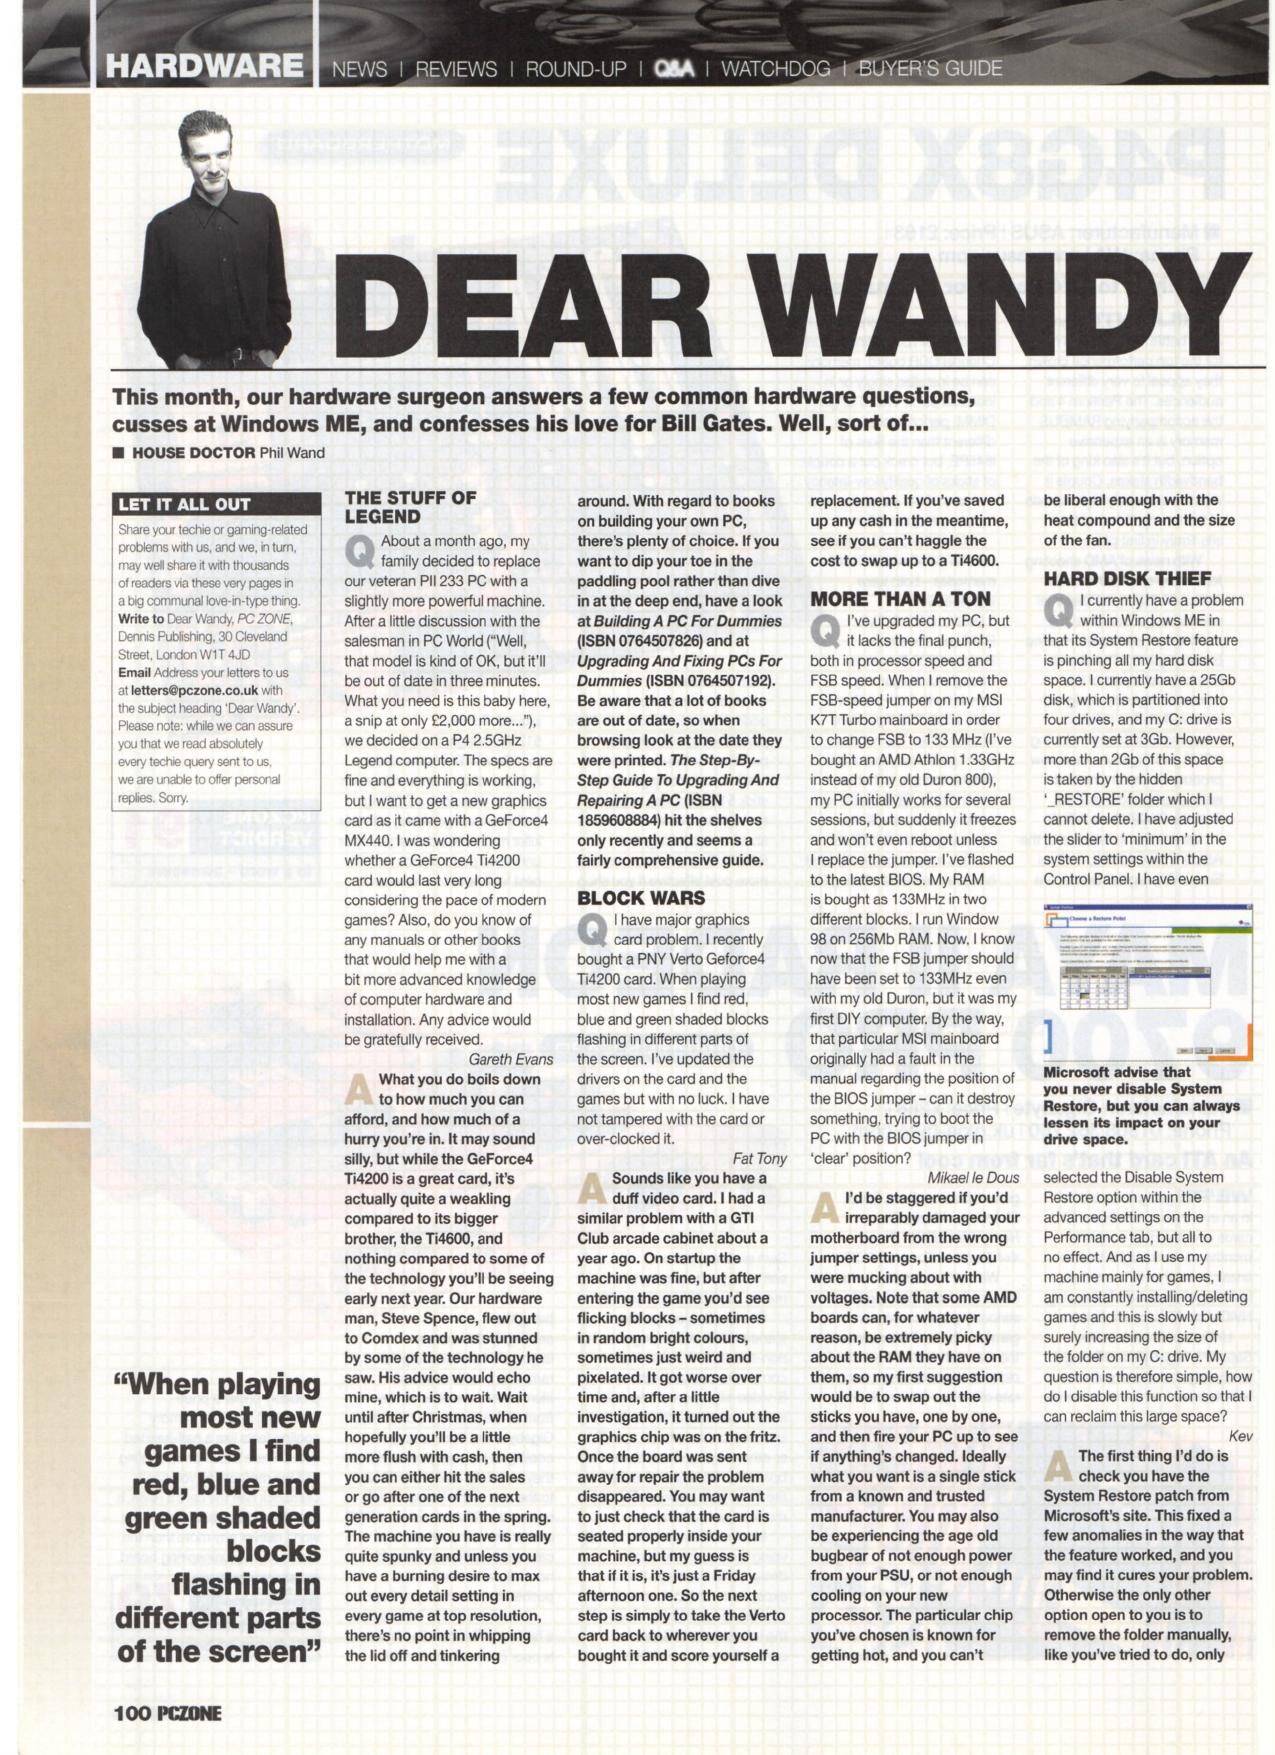 HARDWARE
NEWS | REVIEWS | ROUND-UP | Q&A | WATCHDOG | BUYER'S GUIDE
DEAR WANDY
This month, our hardware surgeon answers a few common hardware questions,
cusses at Windows ME, and confesses his love for Bill Gates. Well, sort of...
■ HOUSE DOCTOR Phil Wand
LET IT ALL OUT
Share your techie or gaming-related
problems with us, and we, in turn,
may well share it with thousands
of readers via these very pages in
a big communal love-in-type thing.
Write to Dear Wandy, PC ZONE,
Dennis Publishing, 30 Cleveland
Street, London W1T 4JD
Email Address your letters to us
at letters@pczone.co.uk with
the subject heading 'Dear Wandy'.
Please note: while we can assure
you that we read absolutely
every techie query sent to us,
we are unable to offer personal
replies. Sorry.
"When playing
most new
games I find
red, blue and
green shaded
blocks
flashing in
different parts
of the screen"
THE STUFF OF
LEGEND
Q About a month ago, my
family decided to replace
our veteran PII 233 PC with a
slightly more powerful machine.
After a little discussion with the
salesman in PC World ("Well,
that model is kind of OK, but it'll
be out of date in three minutes.
What you need is this baby here,
a snip at only £2,000 more..."),
we decided on a P4 2.5GHz
Legend computer. The specs are
fine and everything is working,
but I want to get a new graphics
card as it came with a GeForce4
MX440. I was wondering
whether a GeForce4 Ti4200
card would last very long
considering the pace of modern
games? Also, do you know of
any manuals or other books
that would help me with a
bit more advanced knowledge
of computer hardware and
installation. Any advice would
be gratefully received.
Gareth Evans
A What you do boils down
to how much you can
afford, and how much of a
hurry you're in. It may sound
silly, but while the GeForce4
Ti4200 is a great card, it's
actually quite a weakling
compared to its bigger
brother, the Ti4600, and
nothing compared to some of
the technology you'll be seeing
early next year. Our hardware
man, Steve Spence, flew out
to Comdex and was stunned
by some of the technology he
saw. His advice would echo
mine, which is to wait. Wait
until after Christmas, when
hopefully you'll be a little
more flush with cash, then
you can either hit the sales
or go after one of the next
generation cards in the spring.
The machine you have is really
quite spunky and unless you
have a burning desire to max
out every detail setting in
every game at top resolution,
there's no point in whipping
the lid off and tinkering
around. With regard to books
on building your own PC,
there's plenty of choice. If you
want to dip your toe in the
paddling pool rather than dive
in at the deep end, have a look
at Building A PC For Dummies
(ISBN 0764507826) and at
Upgrading And Fixing PCs For
Dummies (ISBN 0764507192).
Be aware that a lot of books
are out of date, so when
browsing look at the date they
were printed. The Step-By-
Step Guide To Upgrading And
Repairing A PC (ISBN
1859608884) hit the shelves
only recently and seems a
fairly comprehensive guide.
BLOCK WARS
Q I have major graphics
card problem. I recently
bought a PNY Verto Geforce4
Ti4200 card. When playing
most new games I find red,
blue and green shaded blocks
flashing in different parts of
the screen. I've updated the
drivers on the card and the
games but with no luck. I have
not tampered with the card or
over-clocked it.
Fat Tony
A Sounds like you have a
duff video card. I had a
similar problem with a GTI
Club arcade cabinet about a
year ago. On startup the
machine was fine, but after
entering the game you'd see
flicking blocks – sometimes
in random bright colours,
sometimes just weird and
pixelated. It got worse over
time and, after a little
investigation, it turned out the
graphics chip was on the fritz.
Once the board was sent
away for repair the problem
disappeared. You may want
to just check that the card is
seated properly inside your
machine, but my guess is
that if it is, it's just a Friday
afternoon one. So the next
step is simply to take the Verto
card back to wherever you
bought it and score yourself a
replacement. If you've saved
up any cash in the meantime,
see if you can't haggle the
cost to swap up to a Ti4600.
MORE THAN A TON
Q I've upgraded my PC, but
it lacks the final punch,
both in processor speed and
FSB speed. When I remove the
FSB-speed jumper on my MSI
K7T Turbo mainboard in order
to change FSB to 133 MHz (I've
bought an AMD Athlon 1.33GHz
instead of my old Duron 800),
my PC initially works for several
sessions, but suddenly it freezes
and won't even reboot unless
I replace the jumper. I've flashed
to the latest BIOS. My RAM
is bought as 133MHz in two
different blocks. I run Window
98 on 256Mb RAM. Now, I know
now that the FSB jumper should
have been set to 133MHz even
with my old Duron, but it was my
first DIY computer. By the way,
that particular MSI mainboard
originally had a fault in the
manual regarding the position of
the BIOS jumper – can it destroy
something, trying to boot the
PC with the BIOS jumper in
'clear' position?
Mikael le Dous
A I'd be staggered if you'd
irreparably damaged your
motherboard from the wrong
jumper settings, unless you
were mucking about with
voltages. Note that some AMD
boards can, for whatever
reason, be extremely picky
about the RAM they have on
them, so my first suggestion
would be to swap out the
sticks you have, one by one,
and then fire your PC up to see
if anything's changed. Ideally
what you want is a single stick
from a known and trusted
manufacturer. You may also
be experiencing the age old
bugbear of not enough power
from your PSU, or not enough
cooling on your new
processor. The particular chip
you've chosen is known for
getting hot, and you can't
be liberal enough with the
heat compound and the size
of the fan.
HARD DISK THIEF
Q I currently have a problem
within Windows ME in
that its System Restore feature
is pinching all my hard disk
space. I currently have a 25Gb
disk, which is partitioned into
four drives, and my C: drive is
currently set at 3Gb. However,
more than 2Gb of this space
is taken by the hidden
'_RESTORE' folder which I
cannot delete. I have adjusted
the slider to 'minimum' in the
system settings within the
Control Panel. I have even
Choose a Restore Point
Microsoft advise that
you never disable System
Restore, but you can always
lessen its impact on your
drive space.
selected the Disable System
Restore option within the
advanced settings on the
Performance tab, but all to
no effect. And as I use my
machine mainly for games, I
am constantly installing/deleting
games and this is slowly but
surely increasing the size of
the folder on my C: drive. My
question is therefore simple, how
do I disable this function so that I
can reclaim this large space?
Kev
A The first thing I'd do is
check you have the
System Restore patch from
Microsoft's site. This fixed a
few anomalies in the way that
the feature worked, and you
may find it cures your problem.
Otherwise the only other
option open to you is to
remove the folder manually,
like you've tried to do, only
100 PCZONE